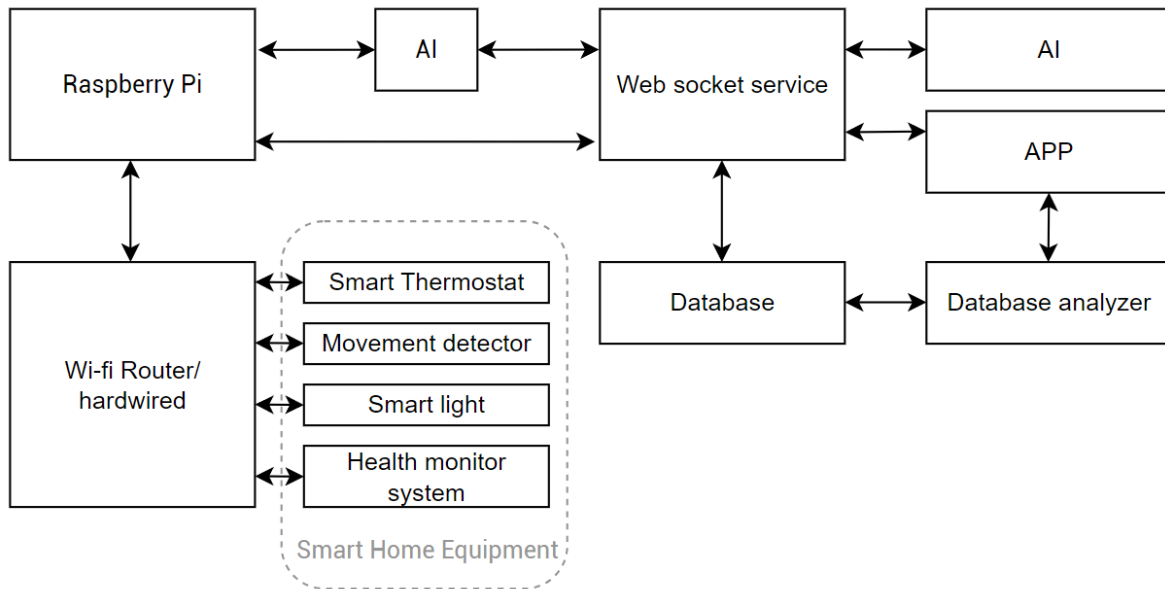 Raspberry Pi
AI
Web socket service
AI
APP
Wi-fi Router/
hardwired
Smart Thermostat
Movement detector
Smart light
Health monitor
system
Smart Home Equipment
Database
Database analyzer